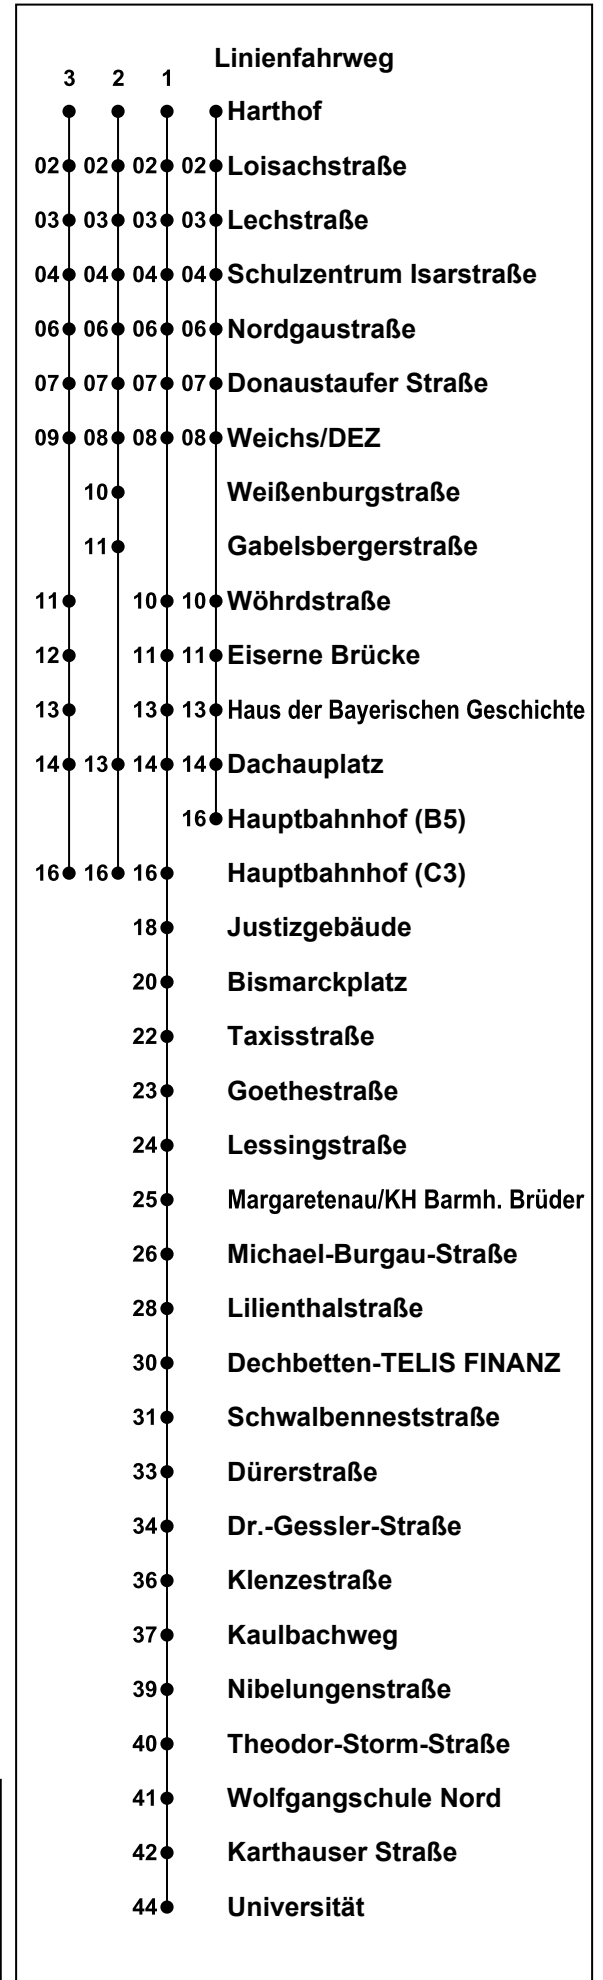 Linienfahrweg
3 2 1
Harthof
02 02 02 02 Loisachstraße
03 03 03 03 Lechstraße
04 04 04 04 Schulzentrum Isarstraße
06 06 06 06 Nordgaustraße
07 07 07 07 Donaustaufer Straße
09 08 08 08 Weichs/DEZ
10 Weißenburgstraße
11 Gabelsbergerstraße
11 10 10 Wöhrdstraße
12 11 11 Eiserne Brücke
13 13 13 Haus der Bayerischen Geschichte
14 13 14 14 Dachauplatz
16 Hauptbahnhof (B5)
16 16 16 Hauptbahnhof (C3)
18 Justizgebäude
20 Bismarckplatz
22 Taxisstraße
23 Goethestraße
24 Lessingstraße
25 Margaretenau/KH Barmh. Brüder
26 Michael-Burgau-Straße
28 Lilienthalstraße
30 Dechbetten-TELIS FINANZ
31 Schwalbenneststraße
33 Dürerstraße
34 Dr.-Gessler-Straße
36 Klenzestraße
37 Kaulbachweg
39 Nibelungenstraße
40 Theodor-Storm-Straße
41 Wolfgangschule Nord
42 Karthauser Straße
44 Universität